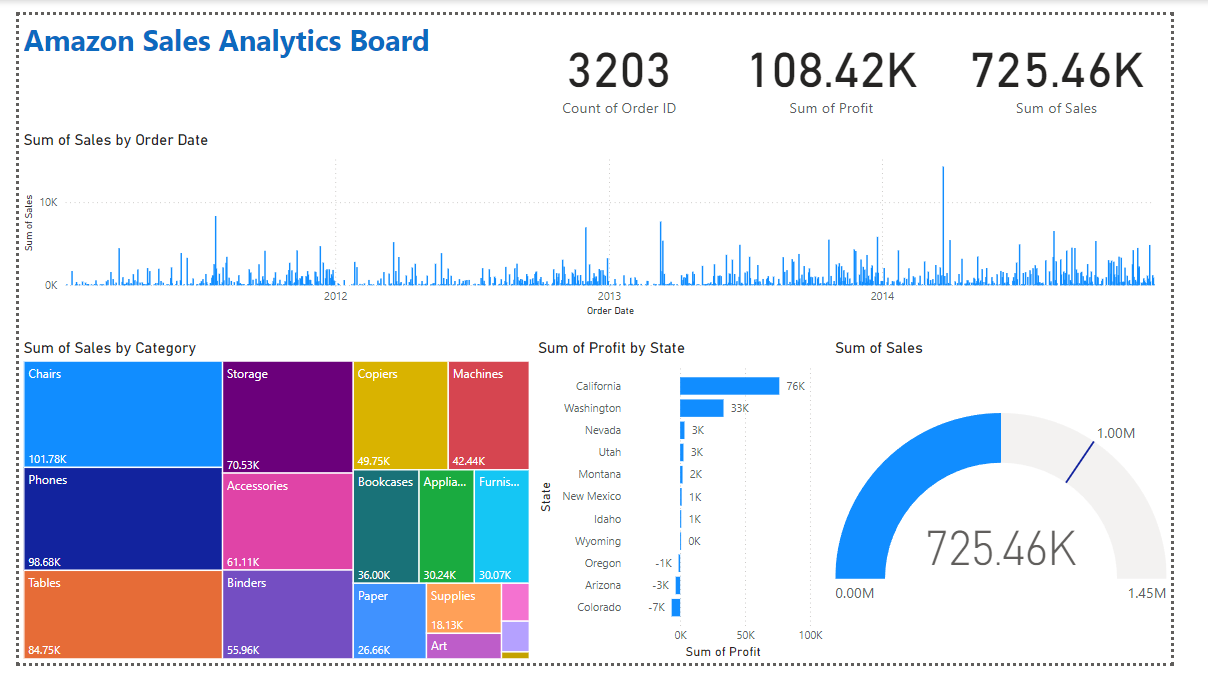 Amazon Sales Analytics Board
3203
Count of Order ID
108.42K
Sum of Profit
725.46K
Sum of Sales
Sum of Sales by Order Date
Sum of Sales
10K
0K
2012
2013
2014
Order Date
Sum of Sales by Category
Chairs
101.78K
Phones
98.68K
Tables
84.75K
Storage
70.53K
Accessories
61.11K
Binders
55.96K
Copiers
49.75K
Machines
42.44K
Bookcases
36.00K
Applia...
30.24K
Furnis...
30.07K
Paper
26.66K
Supplies
18.13K
Art
Sum of Profit by State
State
California 76K
Washington 33K
Nevada 3K
Utah 3K
Montana 2K
New Mexico 1K
Idaho 1K
Wyoming 0K
Oregon -1K
Arizona -3K
Colorado -7K
0K 50K 100K
Sum of Profit
Sum of Sales
1.00M
725.46K
0.00M
1.45M